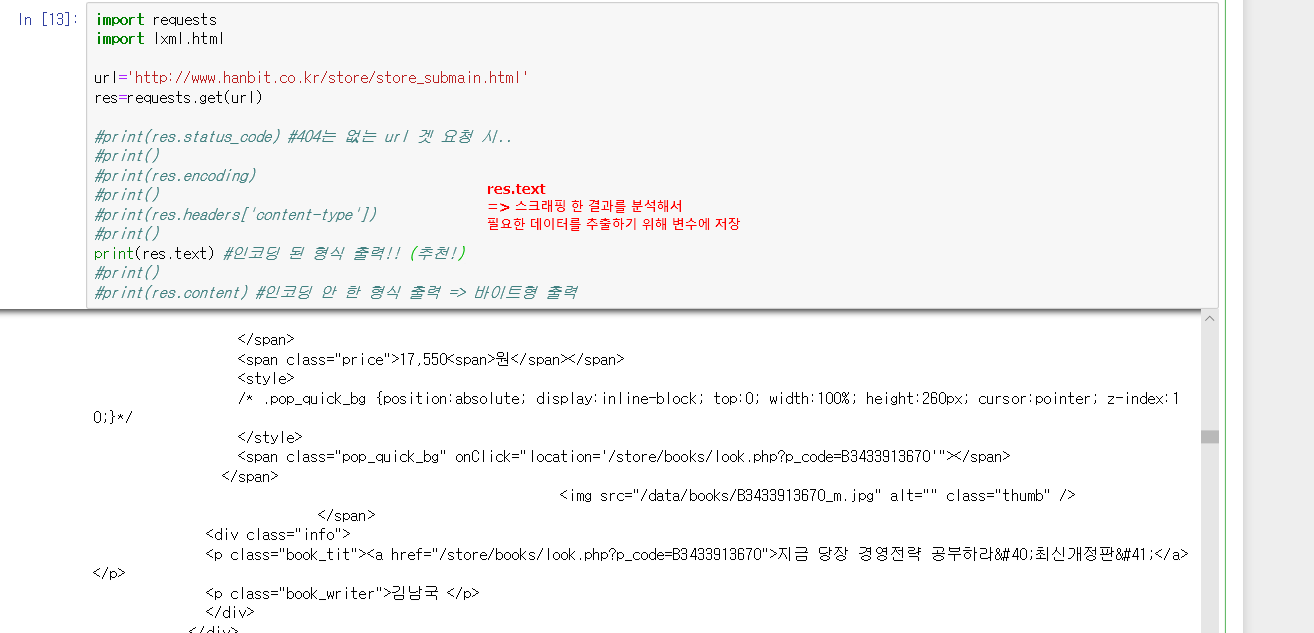 In [13]:
import requests
import lxml.html
url='http://www.hanbit.co.kr/store/store_submain.html'
res=requests.get(url)
#print(res.status_code) #404는 없는 url 겟 요청 시..
#print()
#print(res.encoding)
#print()
#print(res.headers['content-type'])
#print()
print(res.text) #인코딩 된 형식 출력!! (추천!)
#print()
#print(res.content) #인코딩 안 한 형식 출력 => 바이트형 출력
res.text
=> 스크래핑 한 결과를 분석해서
필요한 데이터를 추출하기 위해 변수에 저장
</span>
<span class="price">17,550<span>원</span></span>
<style>
/* .pop_quick_bg {position:absolute; display:inline-block; top:0; width:100%; height:260px; cursor:pointer; z-index:1
0;}*/
</style>
<span class="pop_quick_bg" onClick="location='/store/books/look.php?p_code=B3433913670'"></span>
</span>
<img src="/data/books/B3433913670_m.jpg" alt="" class="thumb" />
</span>
<div class="info">
<p class="book_tit"><a href="/store/books/look.php?p_code=B3433913670">지금 당장 경영전략 공부하라&#40;최신개정판&#41;</a>
</p>
<p class="book_writer">김남국 </p>
</div>
</div>